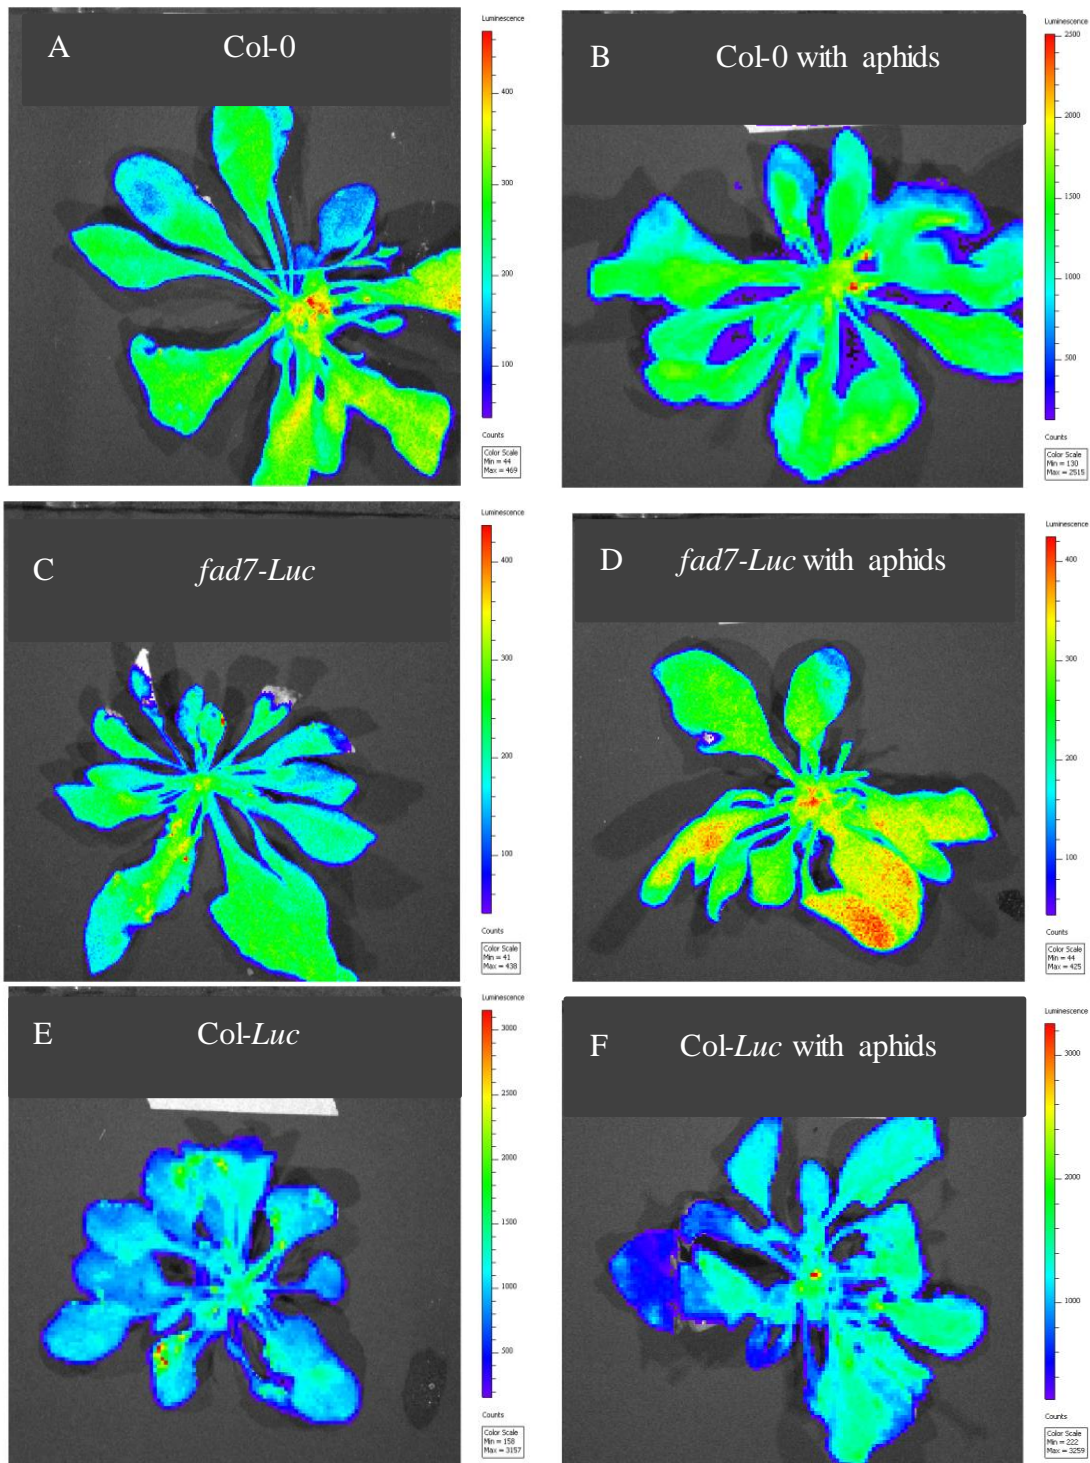 A Col-0
Luminescence
400
300
200
100
Counts
Color Scale
Min = 44
Max = 469
B Col-0 with aphids
Luminescence
2500
2000
1500
1000
500
Counts
Color Scale
Min = 130
Max = 2515
C fad7-Luc
Luminescence
400
300
200
100
Counts
Color Scale
Min = 41
Max = 438
D fad7-Luc with aphids
Luminescence
400
300
200
100
Counts
Color Scale
Min = 44
Max = 425
E Col-Luc
Luminescence
3000
2500
2000
1500
1000
500
Counts
Color Scale
Min = 158
Max = 3157
F Col-Luc with aphids
Luminescence
3000
2000
1000
Counts
Color Scale
Min = 222
Max = 3259